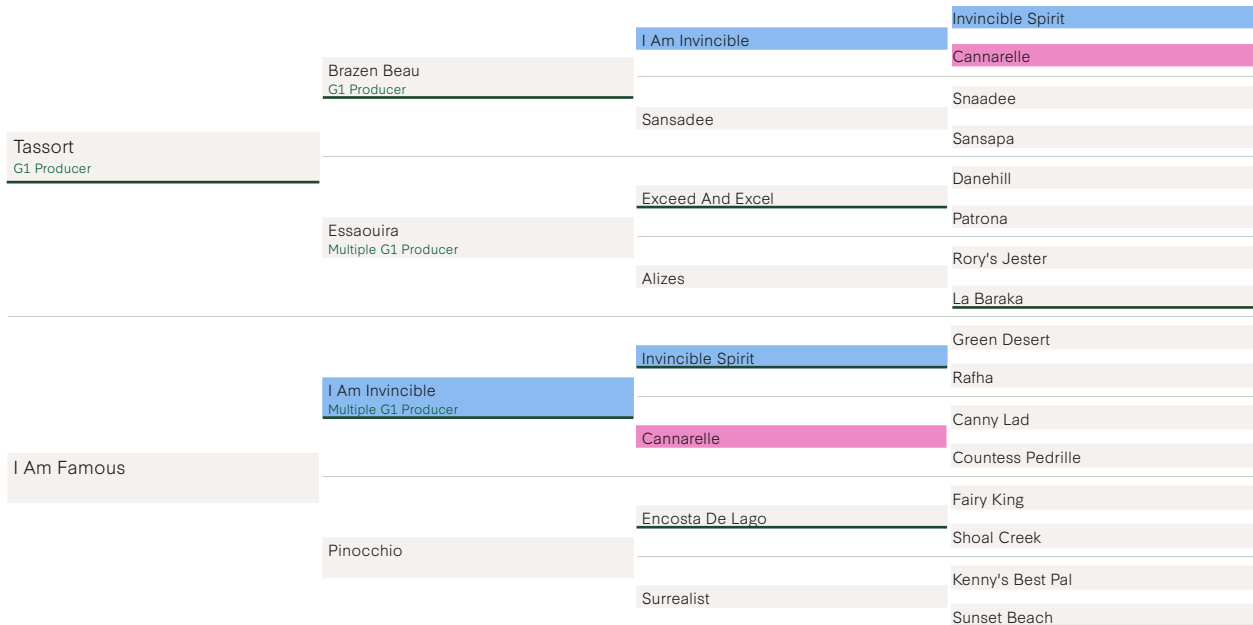 Tassort
G1 Producer
I Am Famous
Brazen Beau
G1 Producer
Essaouira
Multiple G1 Producer
I Am Invincible
Multiple G1 Producer
Pinocchio
I Am Invincible
Sansadee
Exceed And Excel
Alizes
Invincible Spirit
Cannarelle
Encosta De Lago
Surrealist
Invincible Spirit
Cannarelle
Snaadee
Sansapa
Danehill
Patrona
Rory's Jester
La Baraka
Green Desert
Rafha
Canny Lad
Countess Pedrille
Fairy King
Shoal Creek
Kenny's Best Pal
Sunset Beach